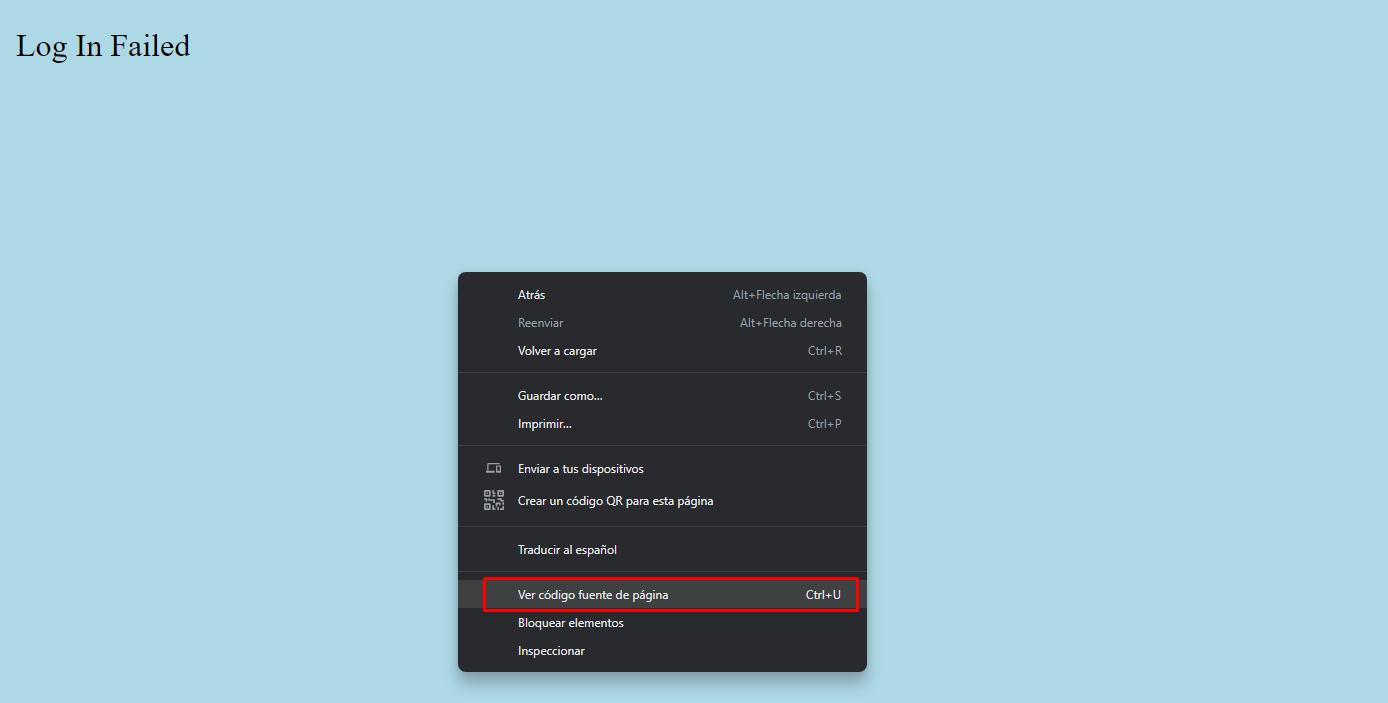 Log In Failed
Atrás Alt+Flecha izquierda
Reenviar Alt+Flecha derecha
Volver a cargar Ctrl+R
Guardar como... Ctrl+S
Imprimir... Ctrl+P
Enviar a tus dispositivos
Crear un código QR para esta página
Traducir al español
Ver código fuente de página Ctrl+U
Bloquear elementos
Inspeccionar